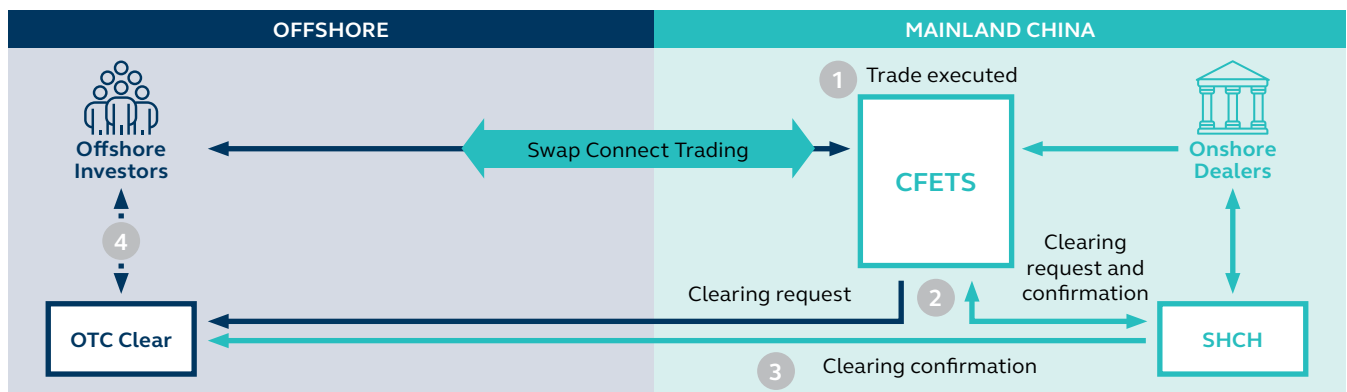 OFFSHORE
MAINLAND CHINA
1
Trade executed
Offshore
Investors
Swap Connect Trading
CFETS
Onshore
Dealers
4
Clearing
request and
confirmation
Clearing request
2
OTC Clear
SHCH
3
Clearing confirmation